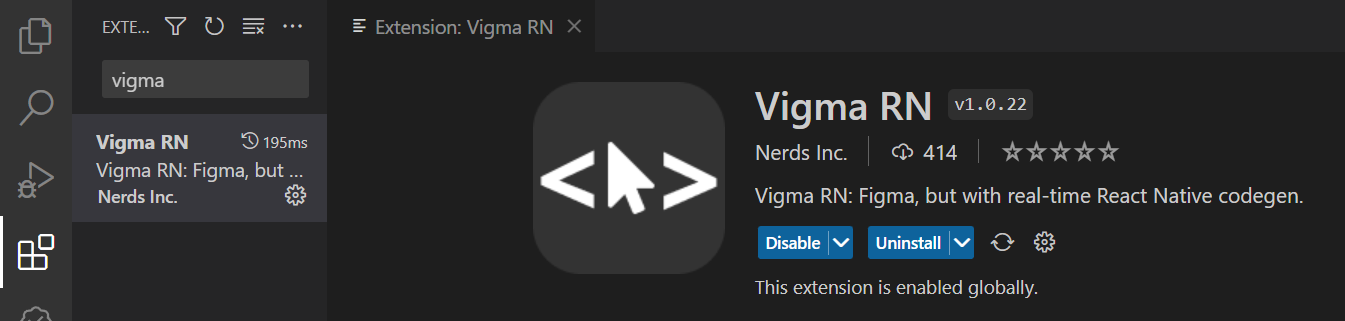 EXTE...
vigma
Vigma RN 195ms
Vigma RN: Figma, but ...
Nerds Inc.
Extension: Vigma RN
Vigma RN v1.0.22
Nerds Inc. 414
Vigma RN: Figma, but with real-time React Native codegen.
Disable Uninstall
This extension is enabled globally.